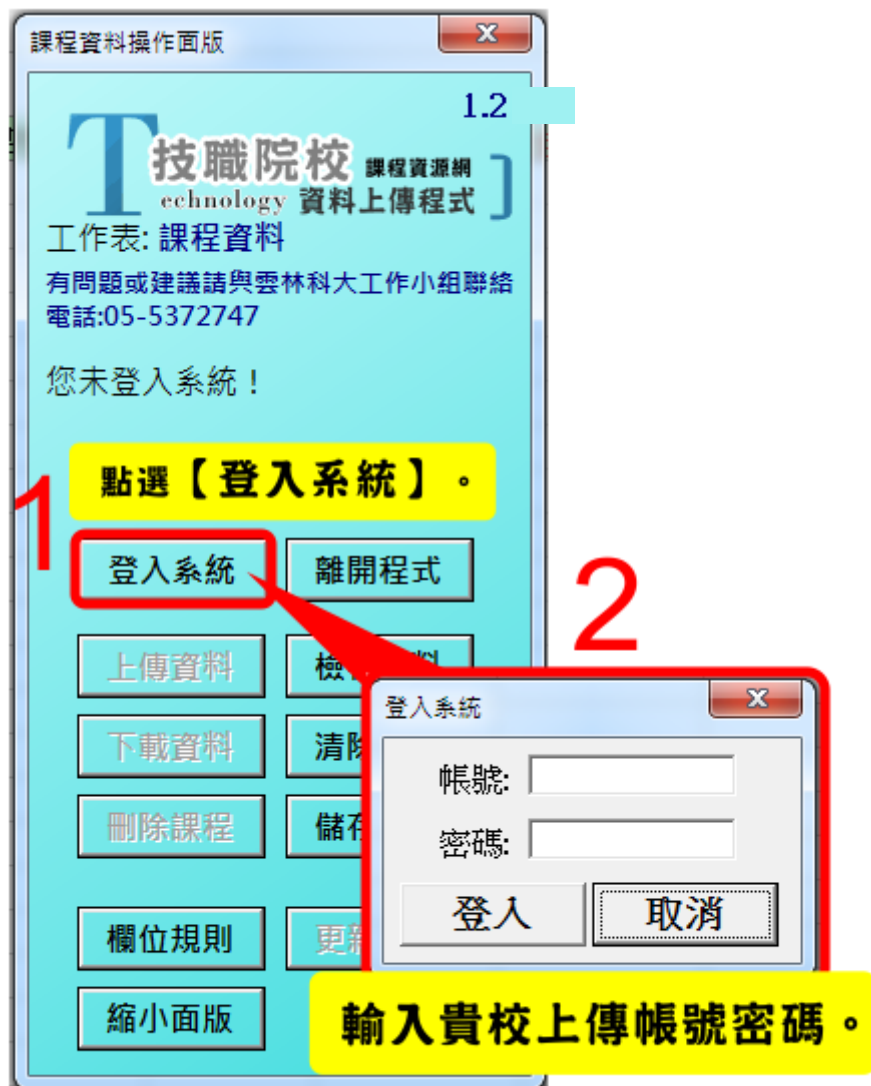 課程資料操作面版
1.2
技職院校 課程資源網
Technology 資料上傳程式
工作表: 課程資料
有問題或建議請與雲林科大工作小組聯絡
電話:05-5372747
您未登入系統！
1
點選【登入系統】。
登入系統 離開程式
2
上傳資料
登入系統
下載資料 清除
帳號:
刪除課程 儲存
密碼:
登入 取消
欄位規則 更新
縮小面版
輸入貴校上傳帳號密碼。